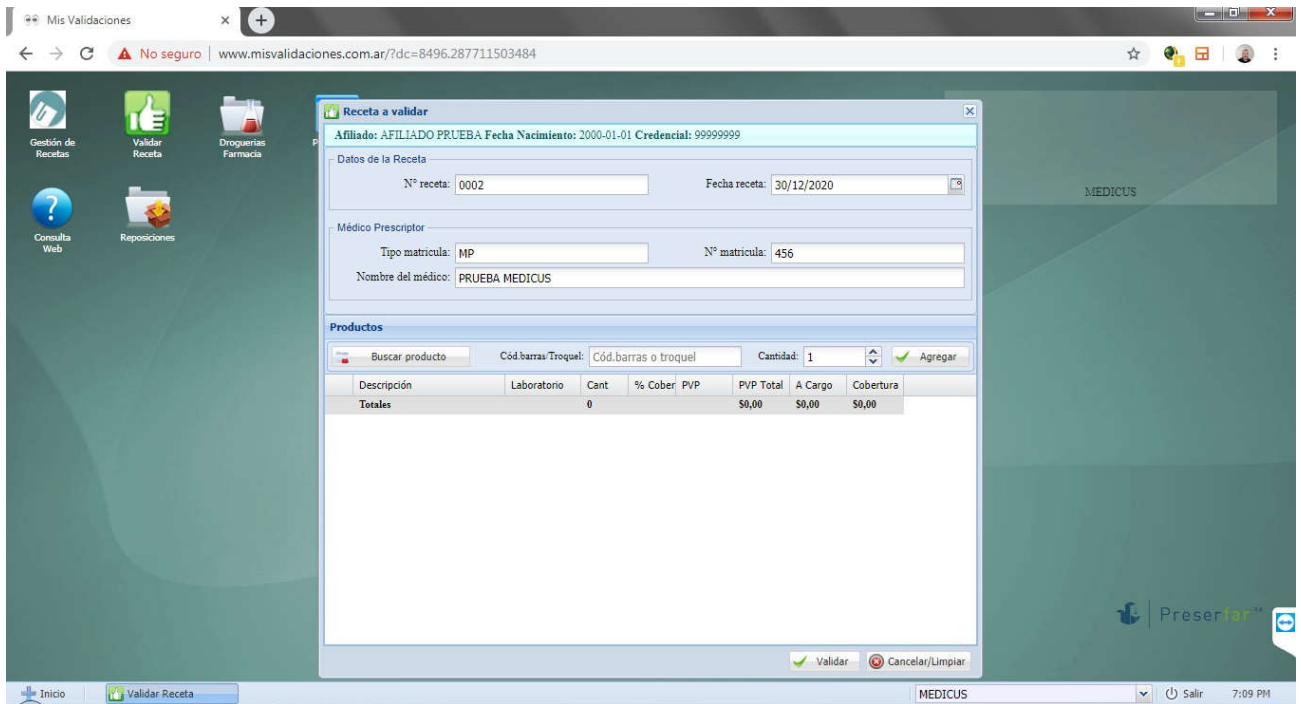 Mis Validaciones
No seguro www.misvalidaciones.com.ar/?dc=8496.287711503484
Gestión de Recetas
Validar Receta
Droguerias Farmacia
P
Consulta Web
Reposiciones
MEDICUS
Receta a validar
Afiliado: AFILIADO PRUEBA Fecha Nacimiento: 2000-01-01 Credencial: 99999999
Datos de la Receta
N° receta: 0002 Fecha receta: 30/12/2020
Médico Prescriptor
Tipo matricula: MP N° matricula: 456
Nombre del médico: PRUEBA MEDICUS
Productos
Buscar producto Cód.barras/Troquel: Cód.barras o troquel Cantidad: 1 Agregar
Descripción Laboratorio Cant % Cober PVP PVP Total A Cargo Cobertura
Totales 0 $0,00 $0,00 $0,00
Validar Cancelar/Limpiar
Preserfar
Inicio Validar Receta MEDICUS Salir 7:09 PM